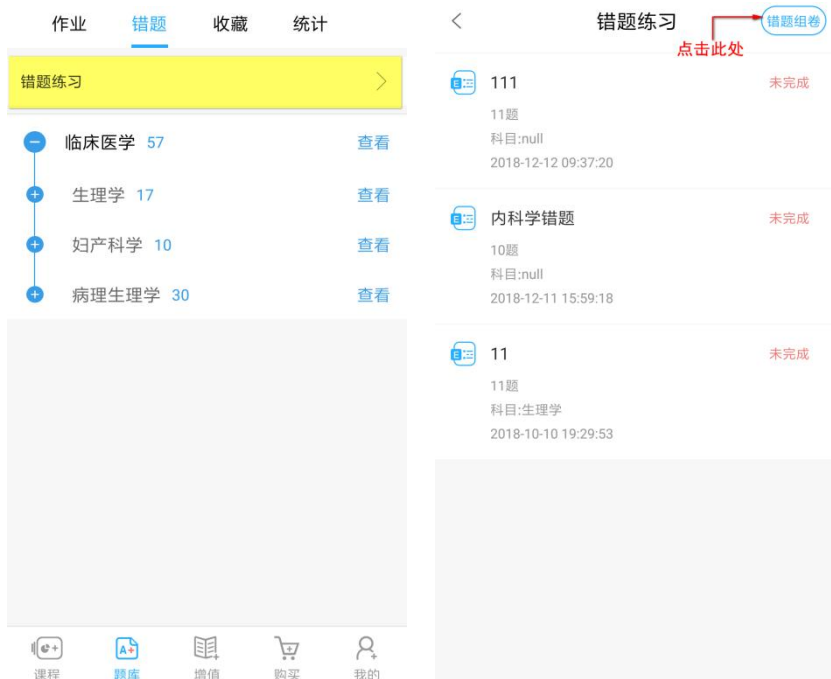 作业 错题 收藏 统计
错题练习
临床医学 57 查看
生理学 17 查看
妇产科学 10 查看
病理生理学 30 查看
课程 题库 增值 购买 我的
错题练习 错题组卷
点击此处
111 未完成
11题
科目:null
2018-12-12 09:37:20
内科学错题 未完成
10题
科目:null
2018-12-11 15:59:18
11 未完成
11题
科目:生理学
2018-10-10 19:29:53